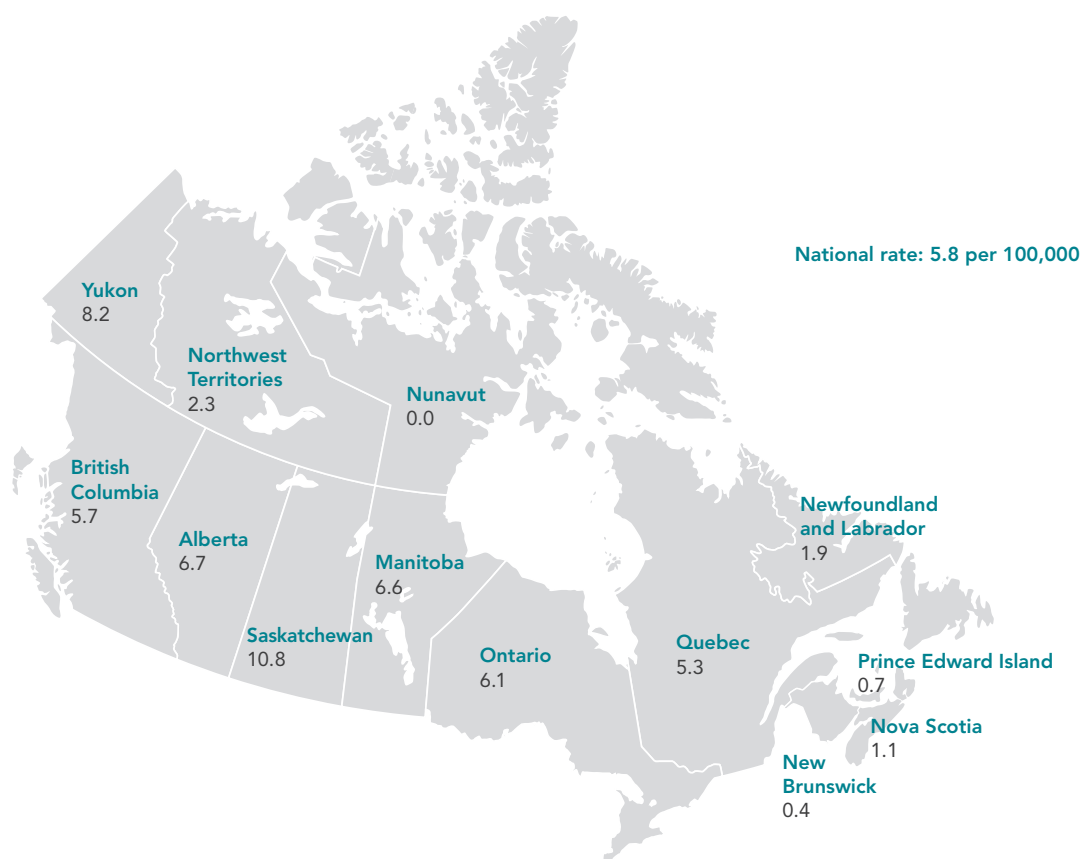 National rate: 5.8 per 100,000
Yukon
8.2
Northwest
Territories
2.3
Nunavut
0.0
British
Columbia
5.7
Alberta
6.7
Saskatchewan
10.8
Manitoba
6.6
Ontario
6.1
Quebec
5.3
Newfoundland
and Labrador
1.9
Prince Edward Island
0.7
Nova Scotia
1.1
New
Brunswick
0.4